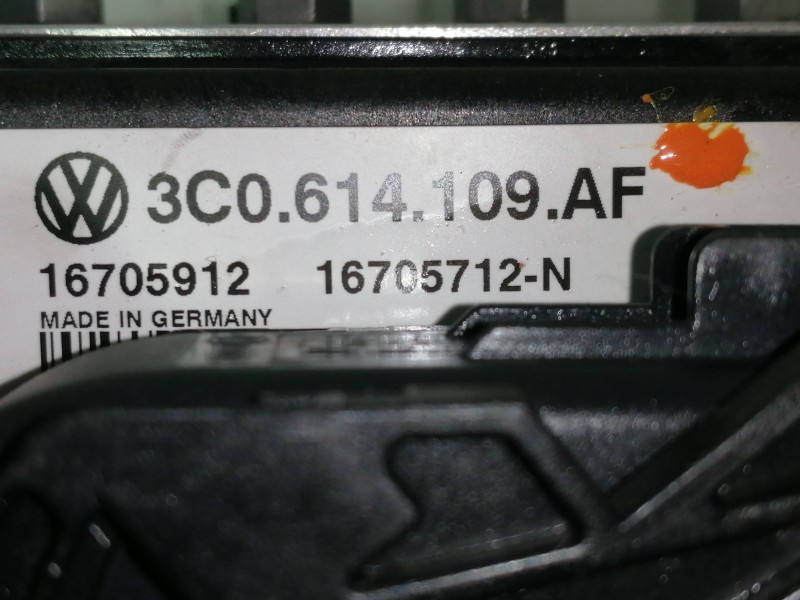 3C0.614.109.AF
16705912 16705712-N
MADE IN GERMANY